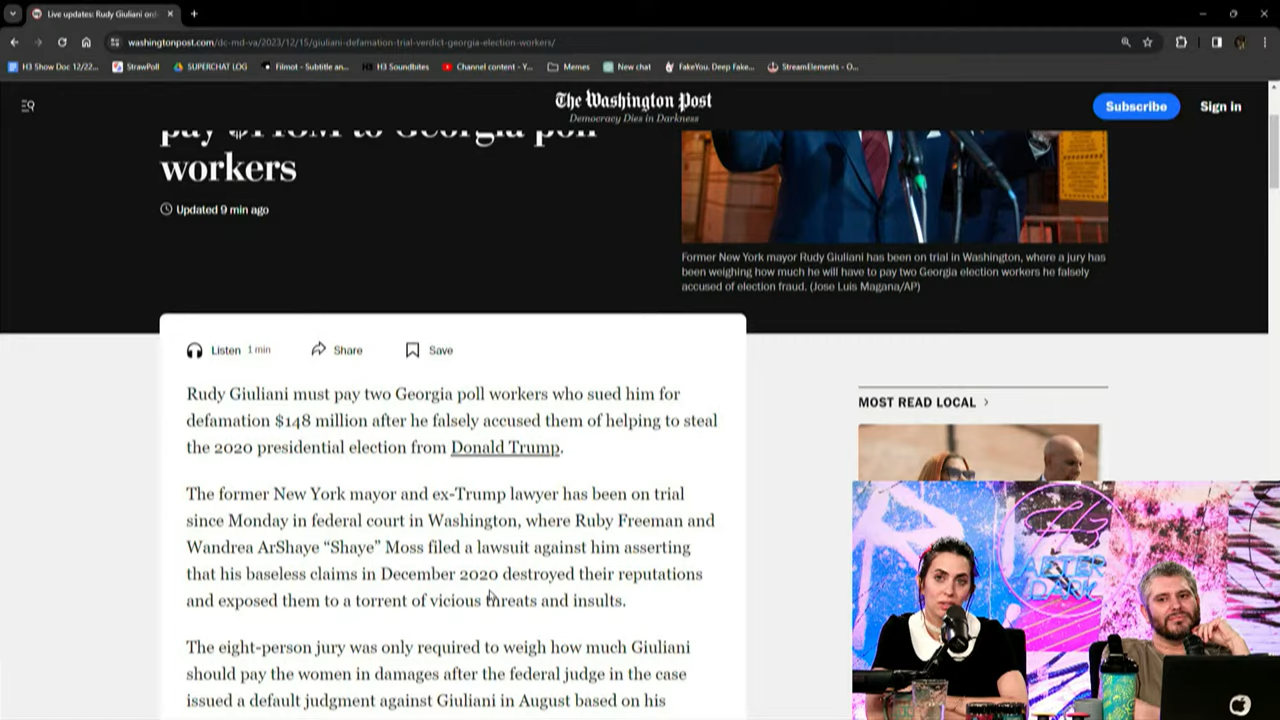 Live updates: Rudy Giuliani ord
washingtonpost.com/dc-md-va/2023/12/15/giuliani-defamation-trial-verdict-georgia-election-workers/
H3 Show Doc 12/22... StrawPoll SUPERCHAT LOG Filmot - Subtitle an... H3 Soundbites Channel content - Y... Memes New chat FakeYou. Deep Fake... StreamElements - O...
The Washington Post
Democracy Dies in Darkness
Subscribe
Sign in
pay $148M to Georgia poll
workers
Updated 9 min ago
Former New York mayor Rudy Giuliani has been on trial in Washington, where a jury has
been weighing how much he will have to pay two Georgia election workers he falsely
accused of election fraud. (Jose Luis Magana/AP)
Listen 1 min Share Save
Rudy Giuliani must pay two Georgia poll workers who sued him for
defamation $148 million after he falsely accused them of helping to steal
the 2020 presidential election from Donald Trump.
The former New York mayor and ex-Trump lawyer has been on trial
since Monday in federal court in Washington, where Ruby Freeman and
Wandrea ArShaye “Shaye” Moss filed a lawsuit against him asserting
that his baseless claims in December 2020 destroyed their reputations
and exposed them to a torrent of vicious threats and insults.
The eight-person jury was only required to weigh how much Giuliani
should pay the women in damages after the federal judge in the case
issued a default judgment against Giuliani in August based on his
MOST READ LOCAL
H3
AFTER
DARK